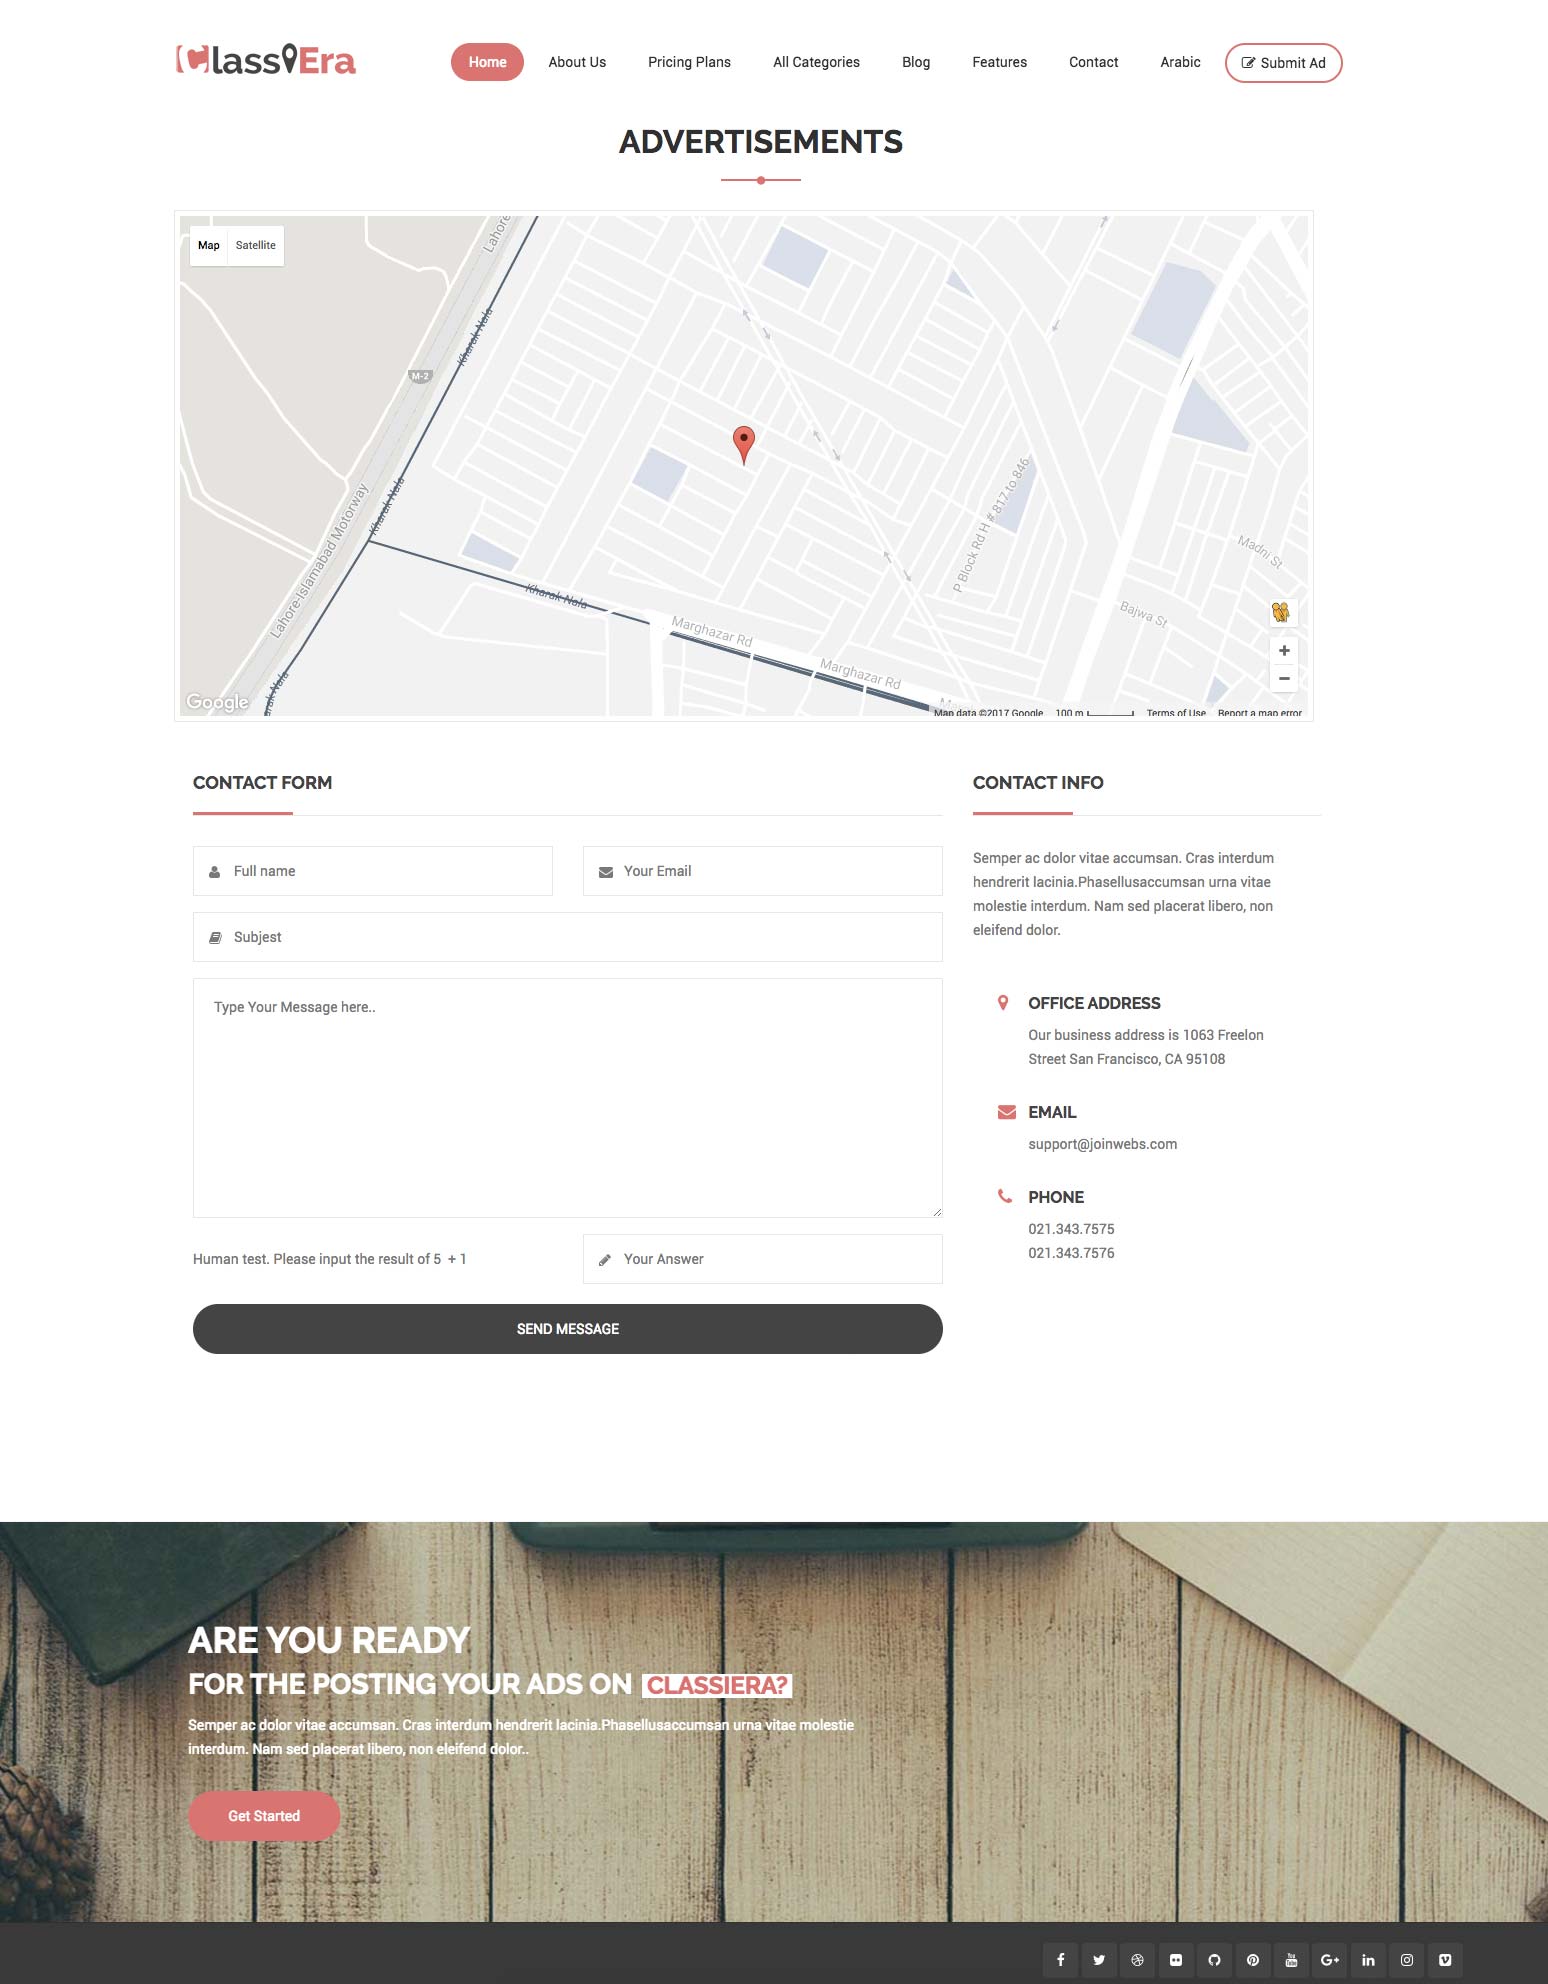 ClassiEra
Home About Us Pricing Plans All Categories Blog Features Contact Arabic Submit Ad
ADVERTISEMENTS
Map Satellite
Lahore
Kharak Nala
M-2
Lahore-Islamabad Motorway
Kharak Nala
P Block Rd H # 817 to 846
Madni St
Kharak Nala
Bajwa St
Marghazar Rd
Marghazar Rd
arak Nala
Google
Map data ©2017 Google 100 m Terms of Use Report a map error
CONTACT FORM
Full name
Your Email
Subjest
Type Your Message here..
Human test. Please input the result of 5 + 1
Your Answer
SEND MESSAGE
CONTACT INFO
Semper ac dolor vitae accumsan. Cras interdum
hendrerit lacinia.Phasellusaccumsan urna vitae
molestie interdum. Nam sed placerat libero, non
eleifend dolor.
OFFICE ADDRESS
Our business address is 1063 Freelon
Street San Francisco, CA 95108
EMAIL
support@joinwebs.com
PHONE
021.343.7575
021.343.7576
ARE YOU READY
FOR THE POSTING YOUR ADS ON CLASSIERA?
Semper ac dolor vitae accumsan. Cras interdum hendrerit lacinia.Phasellusaccumsan urna vitae molestie
interdum. Nam sed placerat libero, non eleifend dolor..
Get Started